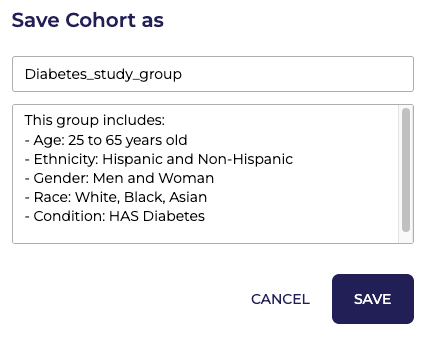 Save Cohort as
Diabetes_study_group
This group includes:
- Age: 25 to 65 years old
- Ethnicity: Hispanic and Non-Hispanic
- Gender: Men and Woman
- Race: White, Black, Asian
- Condition: HAS Diabetes
CANCEL SAVE